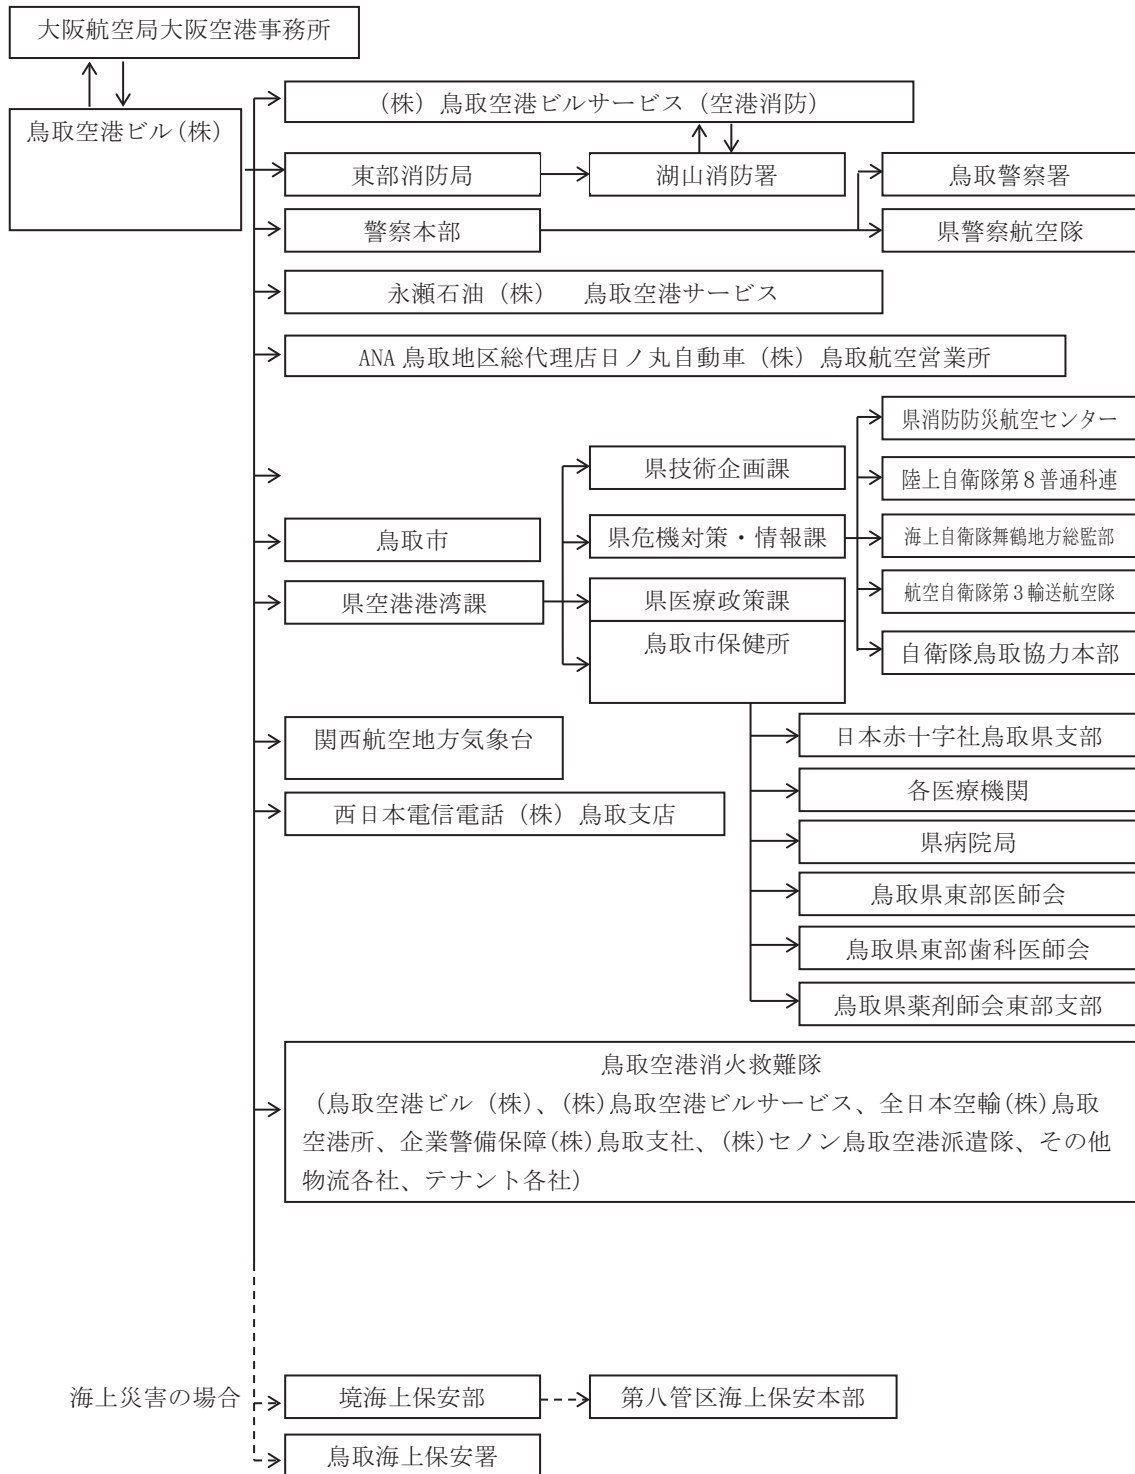 大阪航空局大阪空港事務所
鳥取空港ビル(株)
(株)鳥取空港ビルサービス(空港消防)
東部消防局
湖山消防署
鳥取警察署
警察本部
県警察航空隊
永瀬石油(株) 鳥取空港サービス
ANA 鳥取地区総代理店日ノ丸自動車(株)鳥取航空営業所
県消防防災航空センター
県技術企画課
陸上自衛隊第8普通科連
鳥取市
県危機対策・情報課
海上自衛隊舞鶴地方総監部
県空港港湾課
県医療政策課
航空自衛隊第3輸送航空隊
鳥取市保健所
自衛隊鳥取協力本部
関西航空地方気象台
日本赤十字社鳥取県支部
各医療機関
西日本電信電話(株)鳥取支店
県病院局
鳥取県東部医師会
鳥取県東部歯科医師会
鳥取県薬剤師会東部支部
鳥取空港消火救難隊
(鳥取空港ビル(株)、(株)鳥取空港ビルサービス、全日本空輸(株)鳥取
空港所、企業警備保障(株)鳥取支社、(株)セノン鳥取空港派遣隊、その他
物流各社、テナント各社)
海上災害の場合
境海上保安部
第八管区海上保安本部
鳥取海上保安署